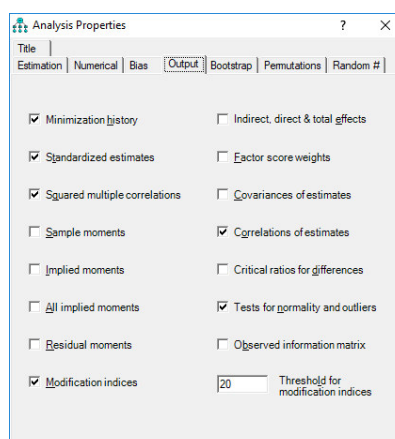 Analysis Properties ? ×
Title
Estimation Numerical Bias Output Bootstrap Permutations Random #
Minimization history Indirect, direct & total effects
Standardized estimates Factor score weights
Squared multiple correlations Covariances of estimates
Sample moments Correlations of estimates
Implied moments Critical ratios for differences
All implied moments Tests for normality and outliers
Residual moments Observed information matrix
Modification indices 20 Threshold for
modification indices